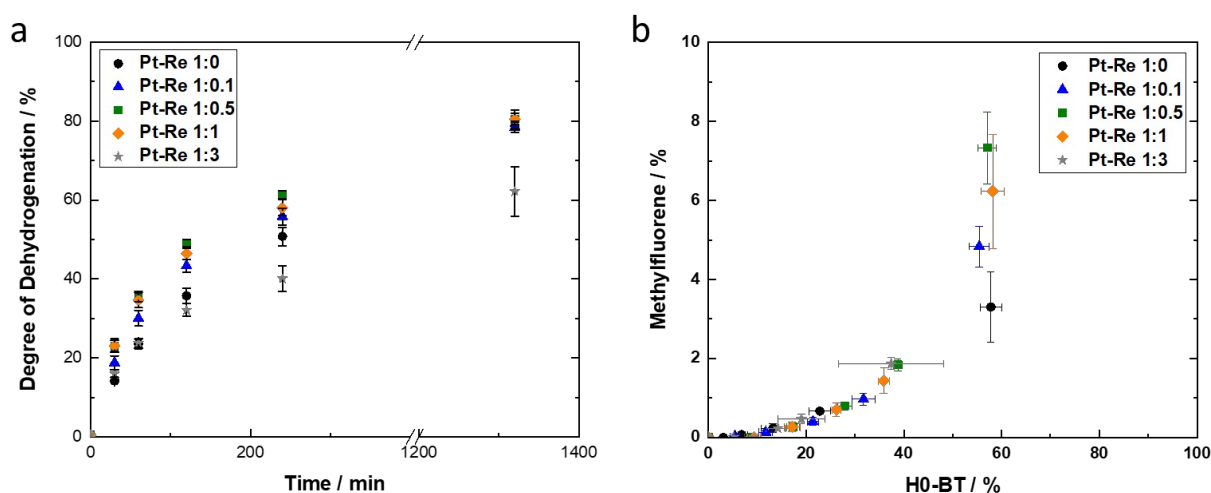 a
100
80
60
40
20
0
Degree of Dehydrogenation / %
Pt-Re 1:0
Pt-Re 1:0.1
Pt-Re 1:0.5
Pt-Re 1:1
Pt-Re 1:3
0 200 1200 1400
Time / min
b
10
8
6
4
2
0
Methylfluorene / %
Pt-Re 1:0
Pt-Re 1:0.1
Pt-Re 1:0.5
Pt-Re 1:1
Pt-Re 1:3
0 20 40 60 80 100
H0-BT / %